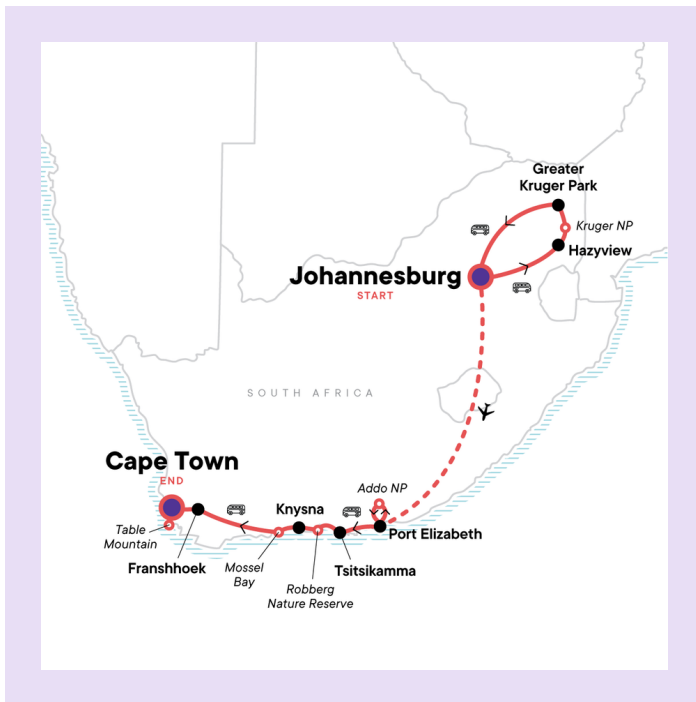 Greater
Kruger Park
Kruger NP
Hazyview
Johannesburg
START
SOUTH AFRICA
Cape Town
END
Addo NP
Knysna
Port Elizabeth
Table
Mountain
Franshhoek
Mossel
Bay
Tsitsikamma
Robberg
Nature Reserve